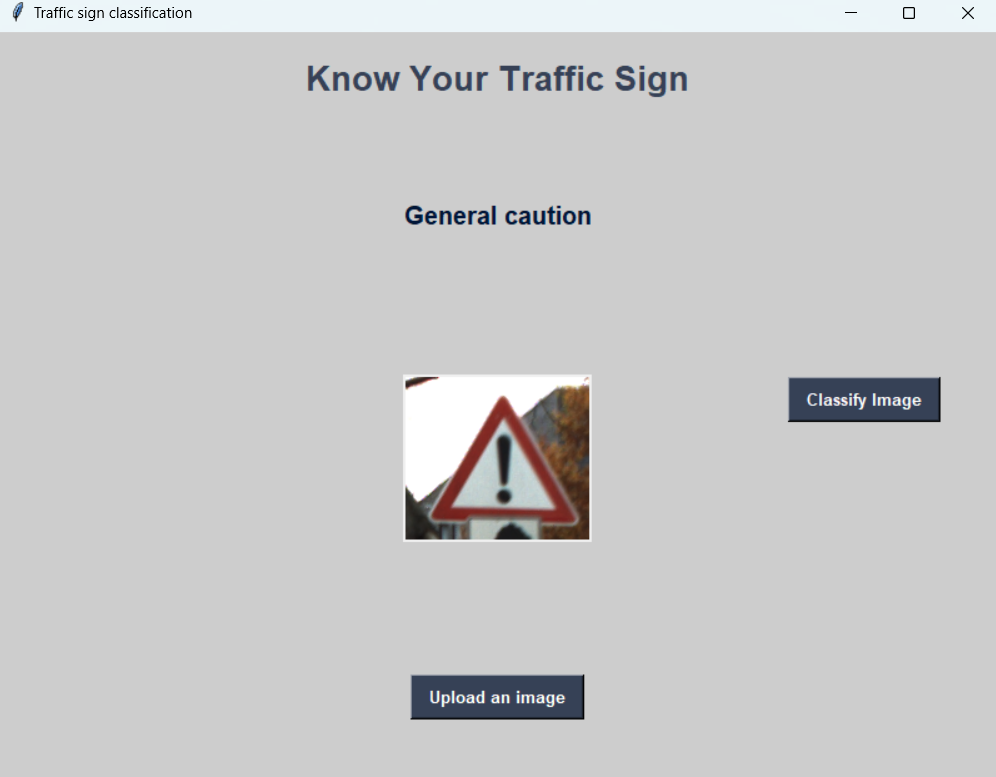 Traffic sign classification
Know Your Traffic Sign
General caution
!
Classify Image
Upload an image